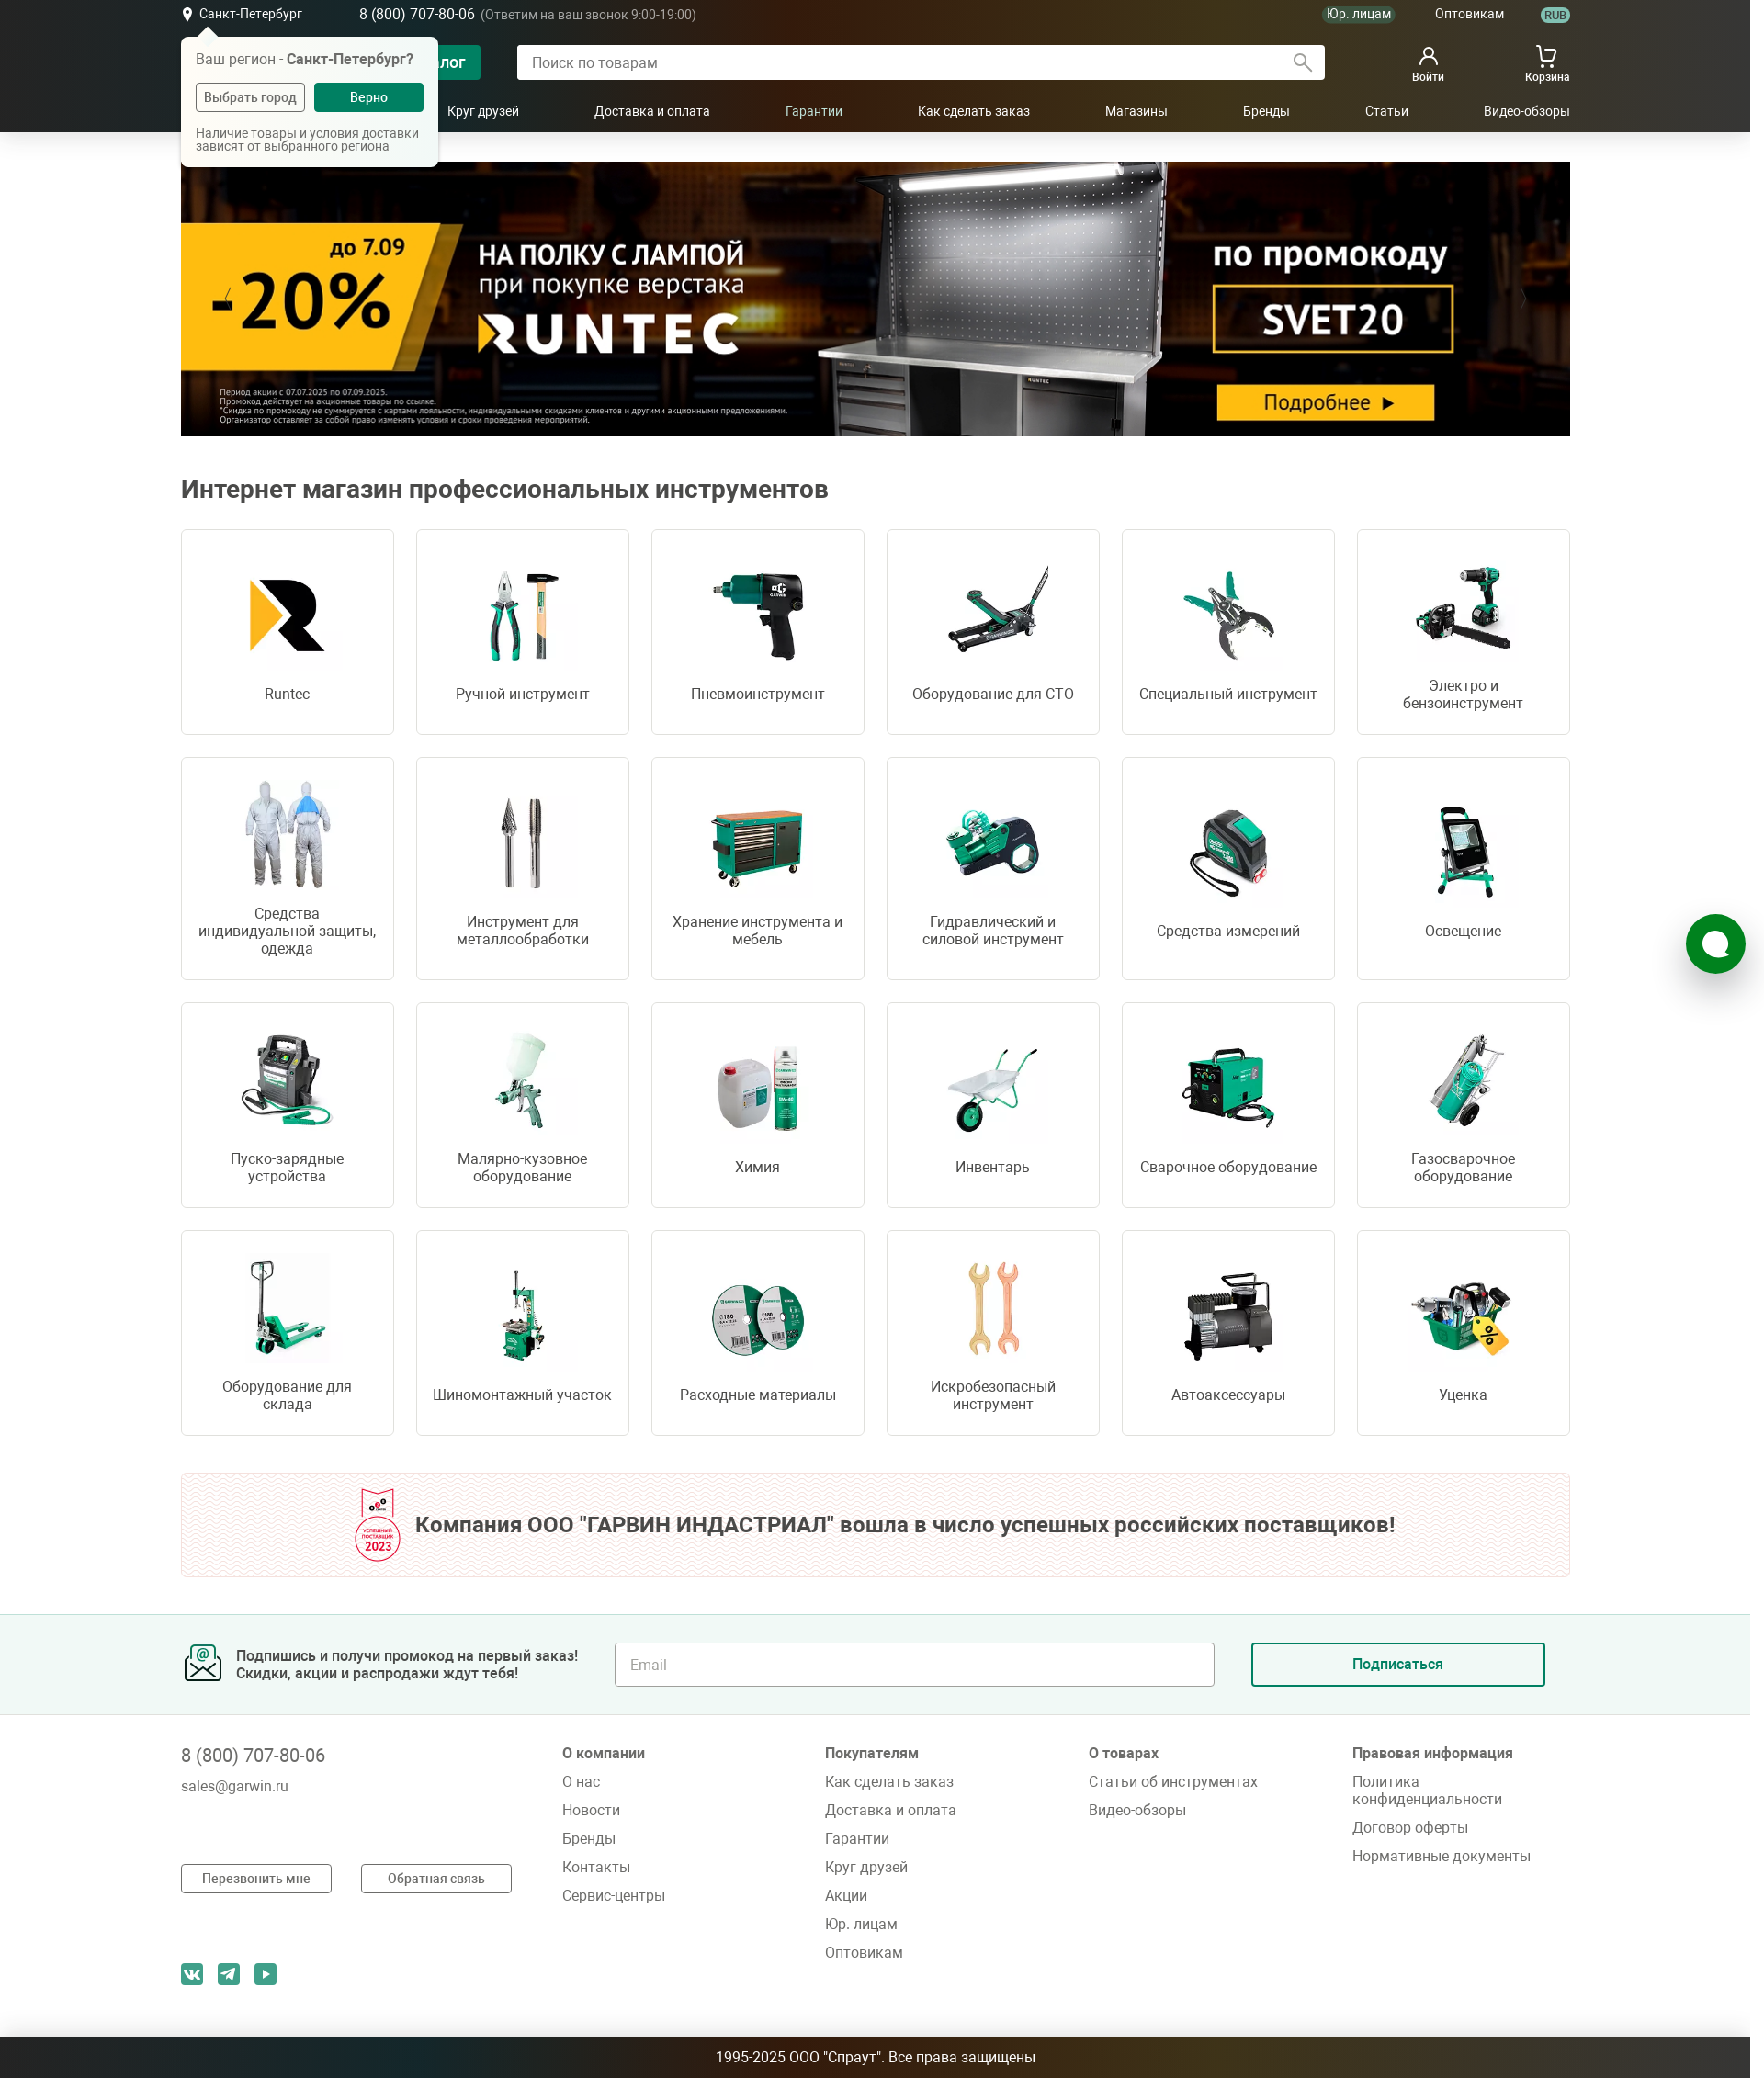 Санкт-Петербург
8 (800) 707-80-06 (Ответим на ваш звонок 9:00-19:00)
Юр. лицам
Оптовикам
RUB
Ваш регион - Санкт-Петербург?
Выбрать город
Верно
Наличие товары и условия доставки
зависят от выбранного региона
Поиск по товарам
Войти
Корзина
Круг друзей
Доставка и оплата
Гарантии
Как сделать заказ
Магазины
Бренды
Статьи
Видео-обзоры
до 7.09
-20%
НА ПОЛКУ С ЛАМПОЙ
при покупке верстака
RUNTEC
по промокоду
SVET20
Подробнее
Период акции с 07.07.2025 по 07.09.2025.
Промокод действует на акционные товары по ссылке.
*Скидка по промокоду не суммируется с картами лояльности, индивидуальными скидками клиентов и другими акционными предложениями.
Организатор оставляет за собой право изменять условия и сроки проведения мероприятий.
Интернет магазин профессиональных инструментов
Runtec
Ручной инструмент
Пневмоинструмент
Оборудование для СТО
Специальный инструмент
Электро и
бензоинструмент
Средства
индивидуальной защиты,
одежда
Инструмент для
металлообработки
Хранение инструмента и
мебель
Гидравлический и
силовой инструмент
Средства измерений
Освещение
Пуско-зарядные
устройства
Малярно-кузовное
оборудование
Химия
Инвентарь
Сварочное оборудование
Газосварочное
оборудование
Оборудование для
склада
Шиномонтажный участок
Расходные материалы
Искробезопасный
инструмент
Автоаксессуары
Уценка
УСПЕШНЫЙ
ПОСТАВЩИК
2023
Компания ООО "ГАРВИН ИНДАСТРИАЛ" вошла в число успешных российских поставщиков!
Подпишись и получи промокод на первый заказ!
Скидки, акции и распродажи ждут тебя!
Email
Подписаться
8 (800) 707-80-06
sales@garwin.ru
Перезвонить мне
Обратная связь
О компании
О нас
Новости
Бренды
Контакты
Сервис-центры
Покупателям
Как сделать заказ
Доставка и оплата
Гарантии
Круг друзей
Акции
Юр. лицам
Оптовикам
О товарах
Статьи об инструментах
Видео-обзоры
Правовая информация
Политика
конфиденциальности
Договор оферты
Нормативные документы
1995-2025 ООО "Спраут". Все права защищены